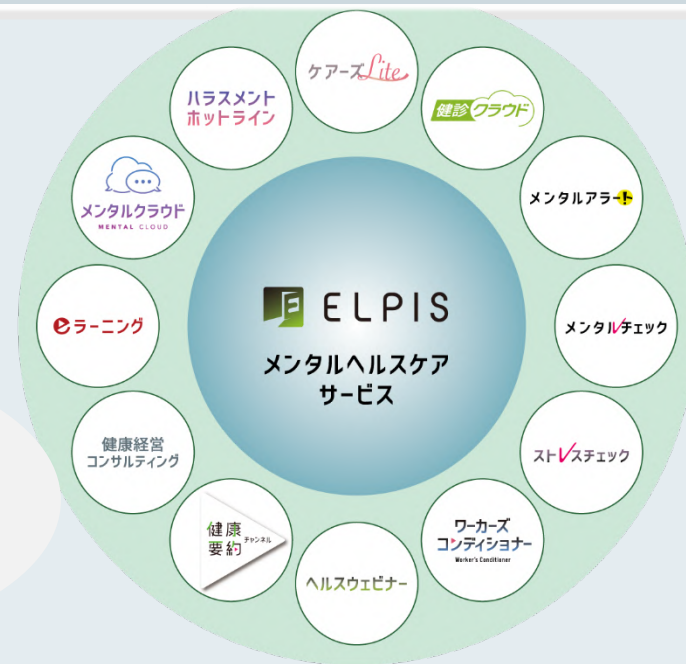 ケアーズLite
健診クラウド
メンタルアラート
メンタルチェック
ストレスチェック
ワーカーズ
コンディショナー
Worker's Conditioner
ヘルスウェビナー
健康
要約チャンネル
健康経営
コンサルティング
eラーニング
メンタルクラウド
MENTAL CLOUD
ハラスメント
ホットライン
ELPIS
メンタルヘルスケア
サービス